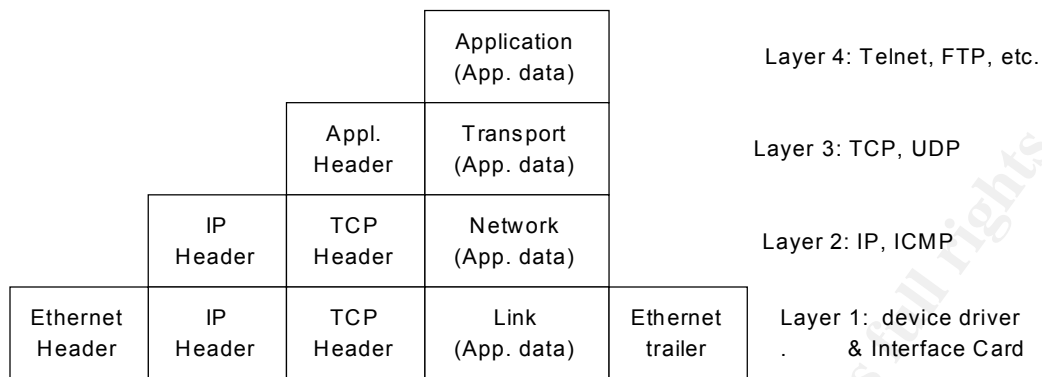 Application
(App. data)
Layer 4: Telnet, FTP, etc.
Appl.
Header
Transport
(App. data)
Layer 3: TCP, UDP
IP
Header
TCP
Header
Network
(App. data)
Layer 2: IP, ICMP
Ethernet
Header
IP
Header
TCP
Header
Link
(App. data)
Ethernet
trailer
Layer 1: device driver
. & Interface Card
full rights